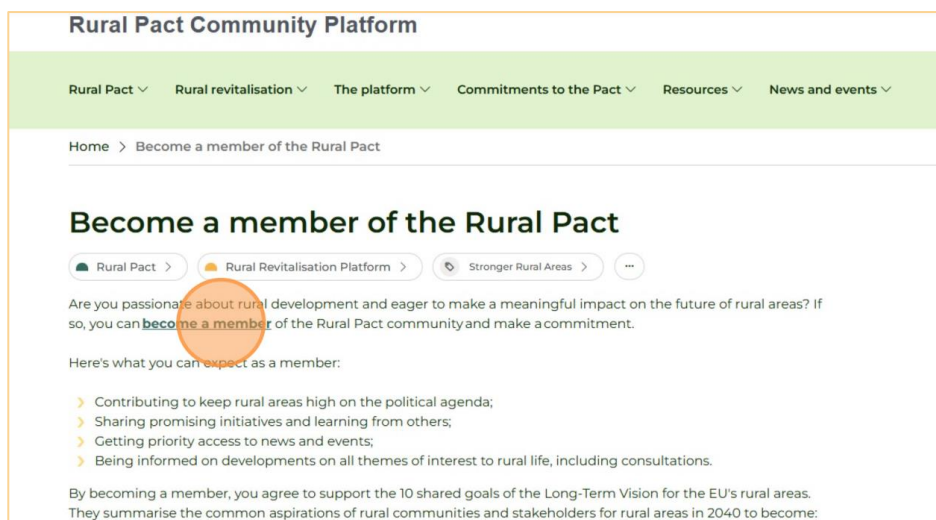 Rural Pact Community Platform
Rural Pact Rural revitalisation The platform Commitments to the Pact Resources News and events
Home > Become a member of the Rural Pact
Become a member of the Rural Pact
Rural Pact > Rural Revitalisation Platform > Stronger Rural Areas > ...
Are you passionate about rural development and eager to make a meaningful impact on the future of rural areas? If
so, you can become a member of the Rural Pact community and make a commitment.
Here's what you can expect as a member:
Contributing to keep rural areas high on the political agenda;
Sharing promising initiatives and learning from others;
Getting priority access to news and events;
Being informed on developments on all themes of interest to rural life, including consultations.
By becoming a member, you agree to support the 10 shared goals of the Long-Term Vision for the EU's rural areas.
They summarise the common aspirations of rural communities and stakeholders for rural areas in 2040 to become: